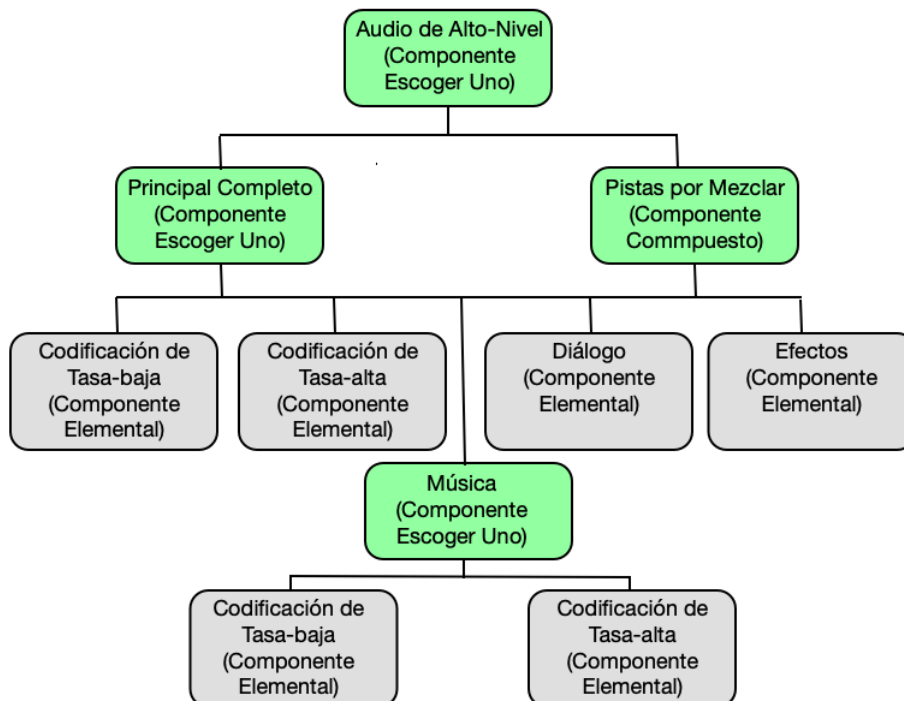 Audio de Alto-Nivel
(Componente
Escoger Uno)
Principal Completo
(Componente
Escoger Uno)
Pistas por Mezclar
(Componente
Commpuesto)
Codificación de
Tasa-baja
(Componente
Elemental)
Codificación de
Tasa-alta
(Componente
Elemental)
Diálogo
(Componente
Elemental)
Efectos
(Componente
Elemental)
Música
(Componente
Escoger Uno)
Codificación de
Tasa-baja
(Componente
Elemental)
Codificación de
Tasa-alta
(Componente
Elemental)